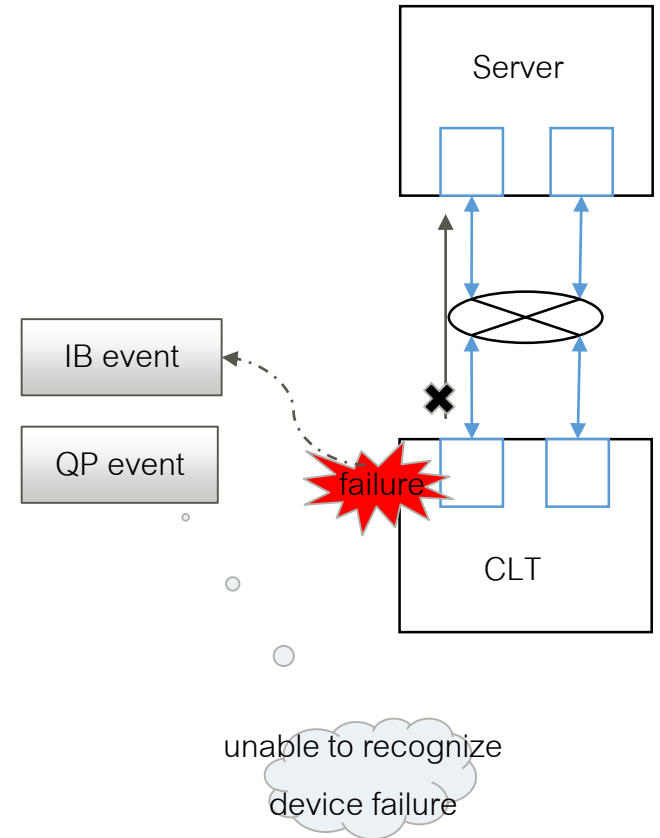 Server
IB event
QP event
failure
CLT
unable to recognize
device failure